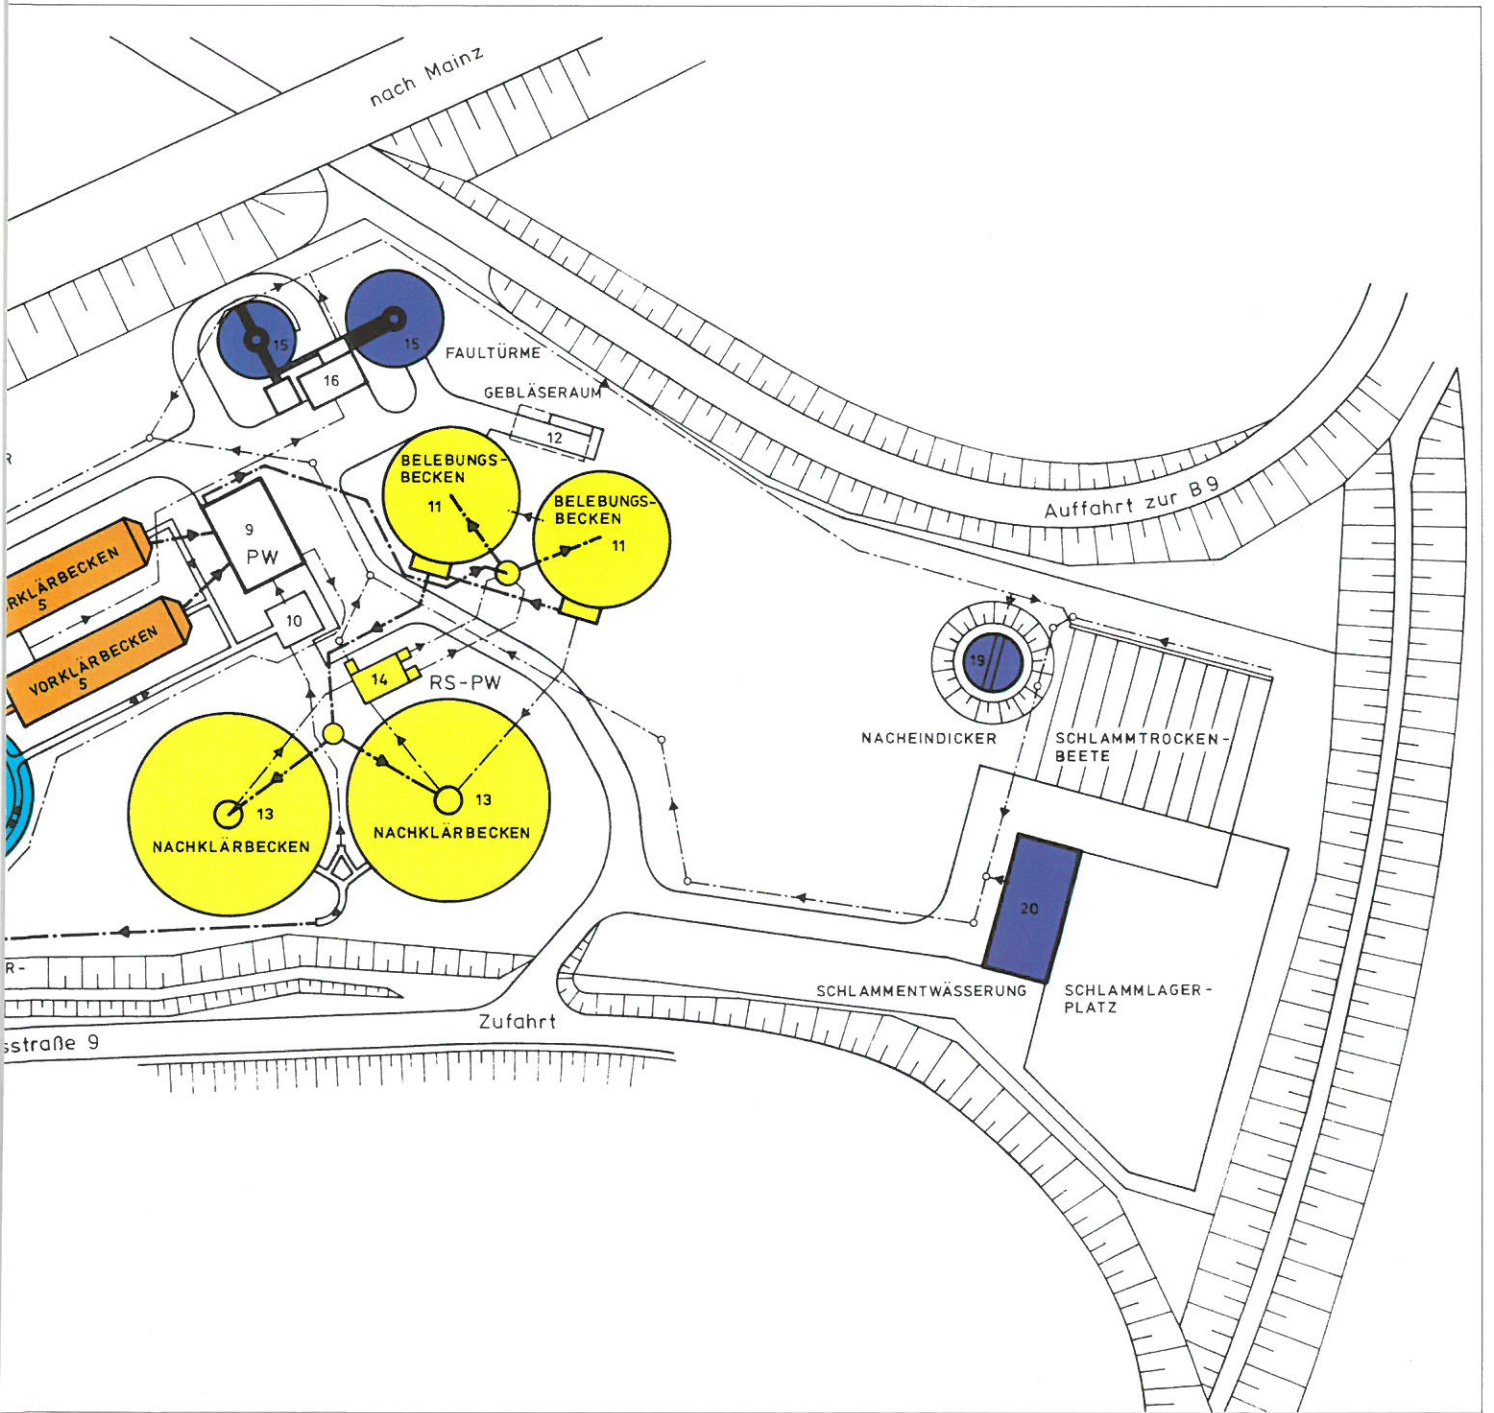 nach Mainz
15
15
FAULTÜRME
16
GEBLÄSERAUM
12
R
BELEBUNGS-
BECKEN
11
BELEBUNGS-
BECKEN
11
Auffahrt zur B9
9
PW
RKLÄRBECKEN
5
10
VORKLÄRBECKEN
5
14
RS-PW
19
NACHEINDICKER
SCHLAMMTROCKEN-
BEETE
13
NACHKLÄRBECKEN
13
NACHKLÄRBECKEN
20
R-
SCHLAMMENTWÄSSERUNG
SCHLAMMLAGER-
PLATZ
Zufahrt
sstraße 9